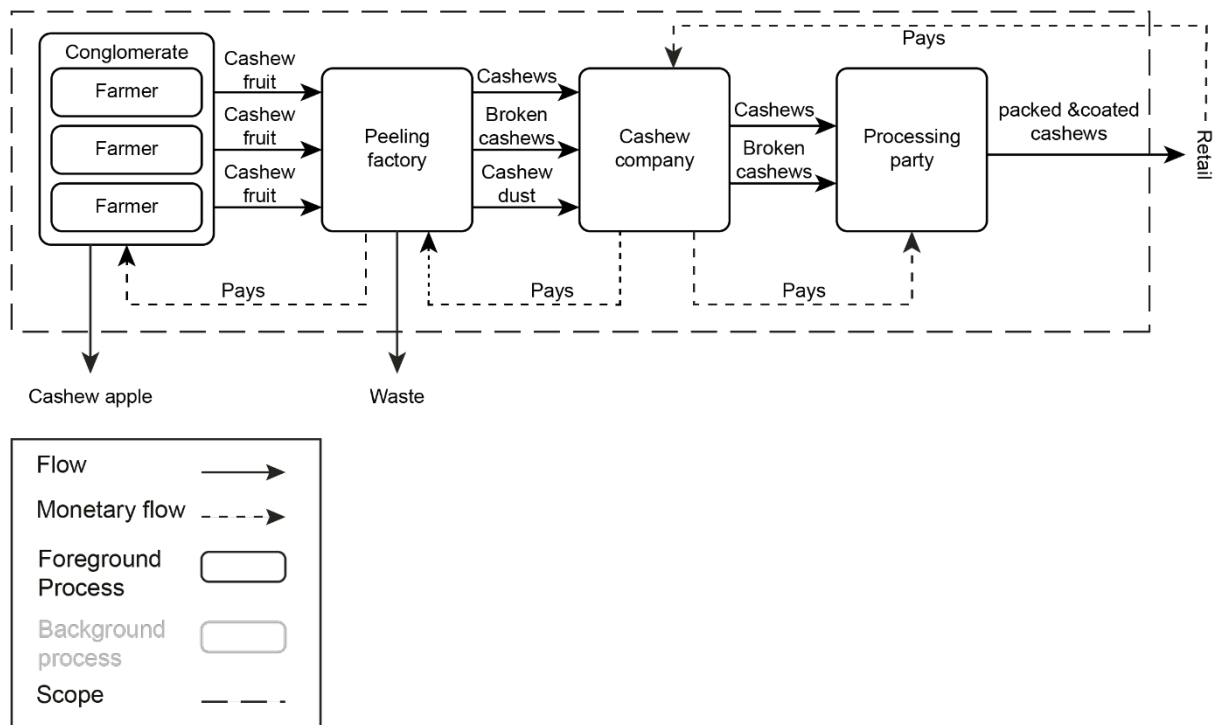 Pays
Conglomerate
Farmer
Farmer
Farmer
Cashew
fruit
Cashew
fruit
Cashew
fruit
Peeling
factory
Cashews
Broken
cashews
Cashew
dust
Cashew
company
Cashews
Broken
cashews
Processing
party
packed &coated
cashews
Retail
Pays
Pays
Pays
Cashew apple
Waste
Flow
Monetary flow
Foreground
Process
Background
process
Scope